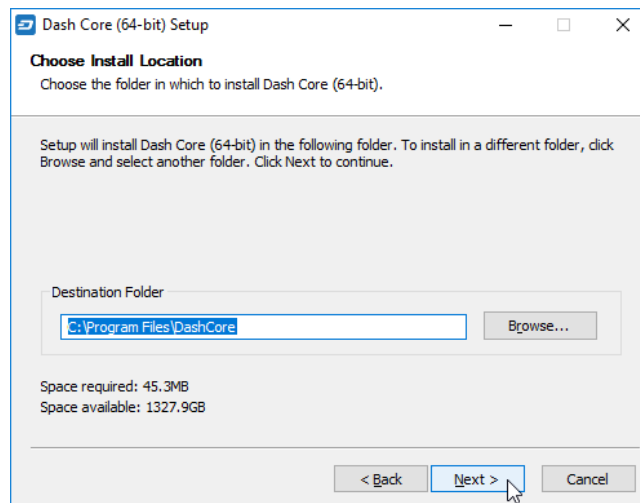 Dash Core (64-bit) Setup
Choose Install Location
Choose the folder in which to install Dash Core (64-bit).
Setup will install Dash Core (64-bit) in the following folder. To install in a different folder, click
Browse and select another folder. Click Next to continue.
Destination Folder
C:\Program Files\DashCore
Browse...
Space required: 45.3MB
Space available: 1327.9GB
< Back
Next >
Cancel